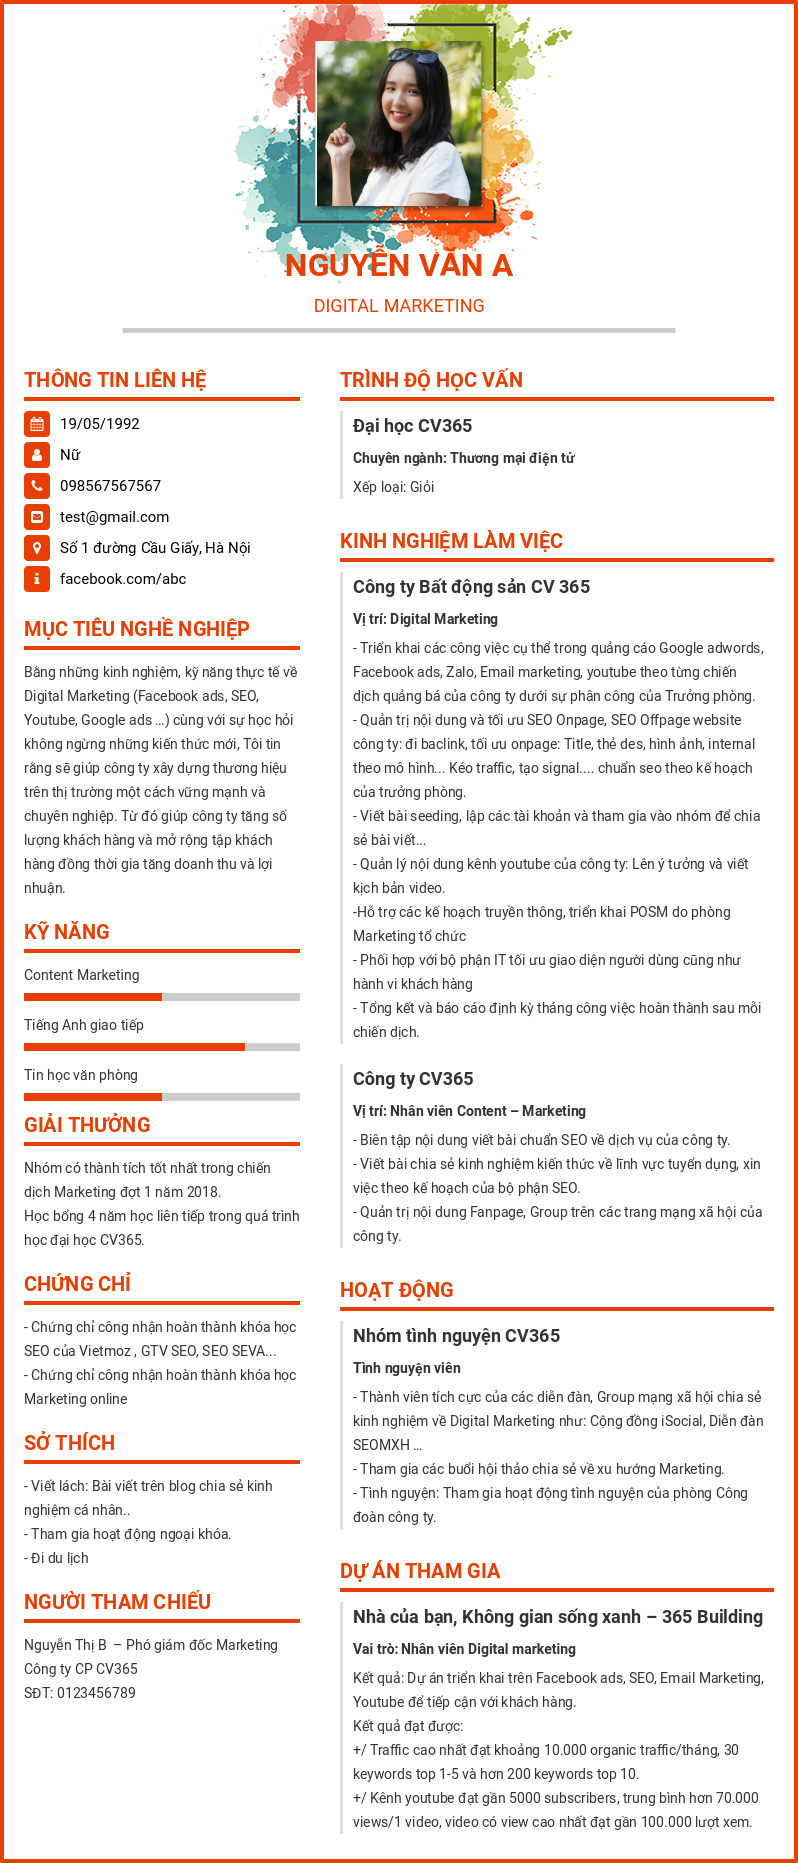 NGUYỄN VĂN A
DIGITAL MARKETING
THÔNG TIN LIÊN HỆ
19/05/1992
Nữ
098567567567
test@gmail.com
Số 1 đường Cầu Giấy, Hà Nội
facebook.com/abc
MỤC TIÊU NGHỀ NGHIỆP
Bằng những kinh nghiệm, kỹ năng thực tế về
Digital Marketing (Facebook ads, SEO,
Youtube, Google ads ...) cùng với sự học hỏi
không ngừng những kiến thức mới, Tôi tin
rằng sẽ giúp công ty xây dựng thương hiệu
trên thị trường một cách vững mạnh và
chuyên nghiệp. Từ đó giúp công ty tăng số
lượng khách hàng và mở rộng tập khách
hàng đồng thời gia tăng doanh thu và lợi
nhuận.
KỸ NĂNG
Content Marketing
Tiếng Anh giao tiếp
Tin học văn phòng
GIẢI THƯỞNG
Nhóm có thành tích tốt nhất trong chiến
dịch Marketing đợt 1 năm 2018.
Học bổng 4 năm học liên tiếp trong quá trình
học đại học CV365.
CHỨNG CHỈ
- Chứng chỉ công nhận hoàn thành khóa học
SEO của Vietmoz , GTV SEO, SEO SEVA...
- Chứng chỉ công nhận hoàn thành khóa học
Marketing online
SỞ THÍCH
- Viết lách: Bài viết trên blog chia sẻ kinh
nghiệm cá nhân..
- Tham gia hoạt động ngoại khóa.
- Đi du lịch
NGƯỜI THAM CHIẾU
Nguyễn Thị B – Phó giám đốc Marketing
Công ty CP CV365
SĐT: 0123456789
TRÌNH ĐỘ HỌC VẤN
Đại học CV365
Chuyên ngành: Thương mại điện tử
Xếp loại: Giỏi
KINH NGHIỆM LÀM VIỆC
Công ty Bất động sản CV 365
Vị trí: Digital Marketing
- Triển khai các công việc cụ thể trong quảng cáo Google adwords,
Facebook ads, Zalo, Email marketing, youtube theo từng chiến
dịch quảng bá của công ty dưới sự phân công của Trưởng phòng.
- Quản trị nội dung và tối ưu SEO Onpage, SEO Offpage website
công ty: đi baclink, tối ưu onpage: Title, thẻ des, hình ảnh, internal
theo mô hình... Kéo traffic, tạo signal.... chuẩn seo theo kế hoạch
của trưởng phòng.
- Viết bài seeding, lập các tài khoản và tham gia vào nhóm để chia
sẻ bài viết...
- Quản lý nội dung kênh youtube của công ty: Lên ý tưởng và viết
kịch bản video.
-Hỗ trợ các kế hoạch truyền thông, triển khai POSM do phòng
Marketing tổ chức
- Phối hợp với bộ phận IT tối ưu giao diện người dùng cũng như
hành vi khách hàng
- Tổng kết và báo cáo định kỳ tháng công việc hoàn thành sau mỗi
chiến dịch.
Công ty CV365
Vị trí: Nhân viên Content – Marketing
- Biên tập nội dung viết bài chuẩn SEO về dịch vụ của công ty.
- Viết bài chia sẻ kinh nghiệm kiến thức về lĩnh vực tuyển dụng, xin
việc theo kế hoạch của bộ phận SEO.
- Quản trị nội dung Fanpage, Group trên các trang mạng xã hội của
công ty.
HOẠT ĐỘNG
Nhóm tình nguyện CV365
Tình nguyện viên
- Thành viên tích cực của các diễn đàn, Group mạng xã hội chia sẻ
kinh nghiệm về Digital Marketing như: Cộng đồng iSocial, Diễn đàn
SEOMXH ...
- Tham gia các buổi hội thảo chia sẻ về xu hướng Marketing.
- Tình nguyện: Tham gia hoạt động tình nguyện của phòng Công
đoàn công ty.
DỰ ÁN THAM GIA
Nhà của bạn, Không gian sống xanh – 365 Building
Vai trò: Nhân viên Digital marketing
Kết quả: Dự án triển khai trên Facebook ads, SEO, Email Marketing,
Youtube để tiếp cận với khách hàng.
Kết quả đạt được:
+/ Traffic cao nhất đạt khoảng 10.000 organic traffic/tháng, 30
keywords top 1-5 và hơn 200 keywords top 10.
+/ Kênh youtube đạt gần 5000 subscribers, trung bình hơn 70.000
views/1 video, video có view cao nhất đạt gần 100.000 lượt xem.